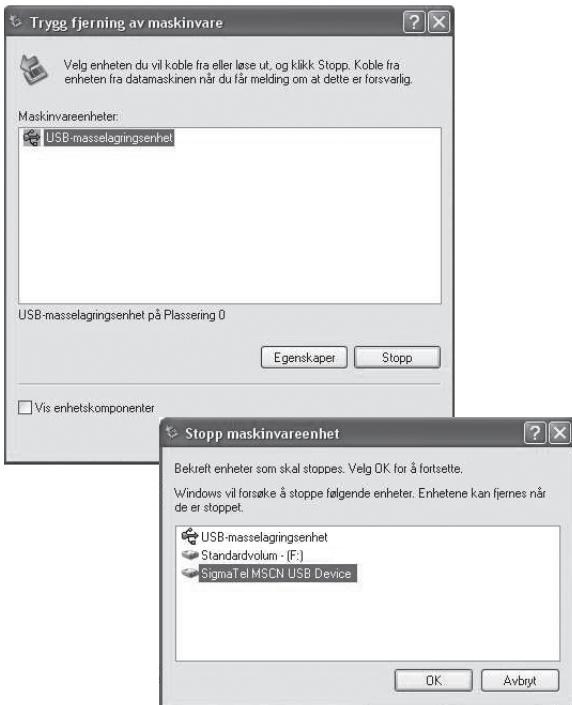 Trygg fjerning av maskinvare
Velg enheten du vil koble fra eller løse ut, og klikk Stopp. Koble fra
enheten fra datamaskinen når du får melding om at dette er forsvarlig.
Maskinvareenheter:
USB-masselagringsenhet
USB-masselagringsenhet på Plassering 0
Egenskaper
Stopp
Vis enhetskomponenter
Stopp maskinvareenhet
Bekreft enheter som skal stoppes. Velg OK for å fortsette.
Windows vil forsøke å stoppe følgende enheter. Enhetene kan fjernes når
de er stoppet.
USB-masselagringsenhet
Standardvolum - (F:)
SigmaTel MSCN USB Device
OK
Avbryt